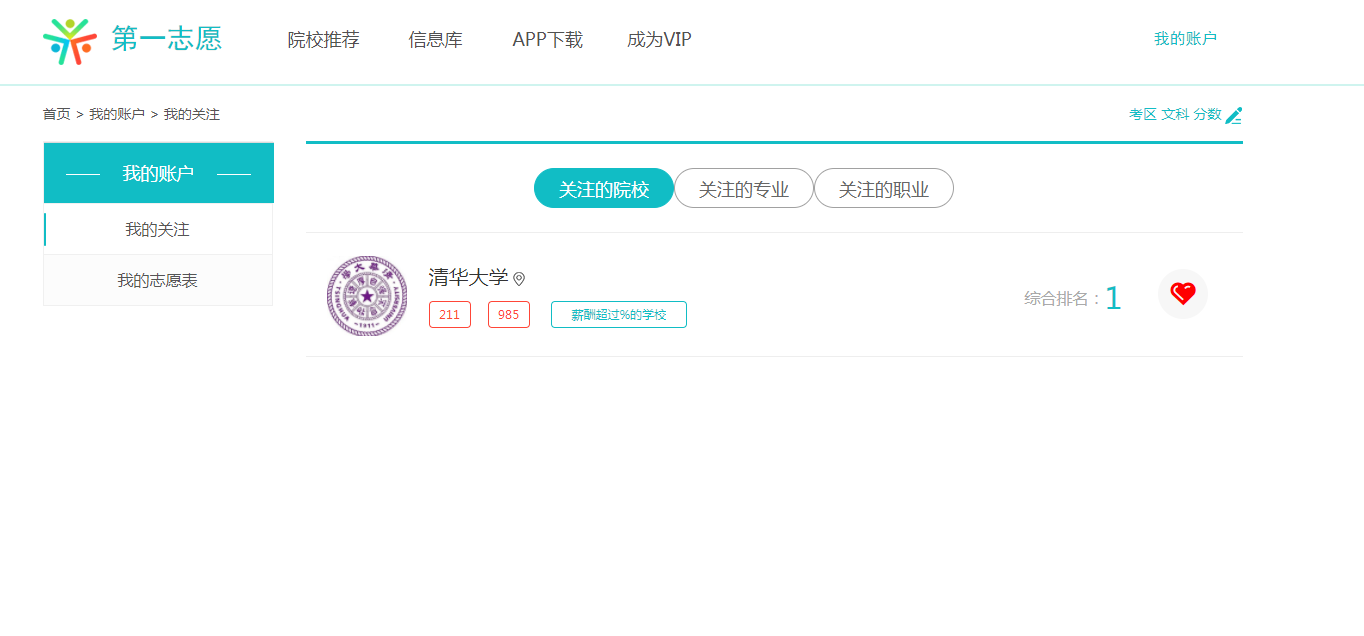 第一志愿 院校推荐 信息库 APP下载 成为VIP 我的账户
首页 > 我的账户 > 我的关注 考区 文科 分数
我的账户
我的关注
我的志愿表
关注的院校 关注的专业 关注的职业
清华大学
211 985 薪酬超过%的学校
综合排名：1
TSINGHUA UNIVERSITY
1911